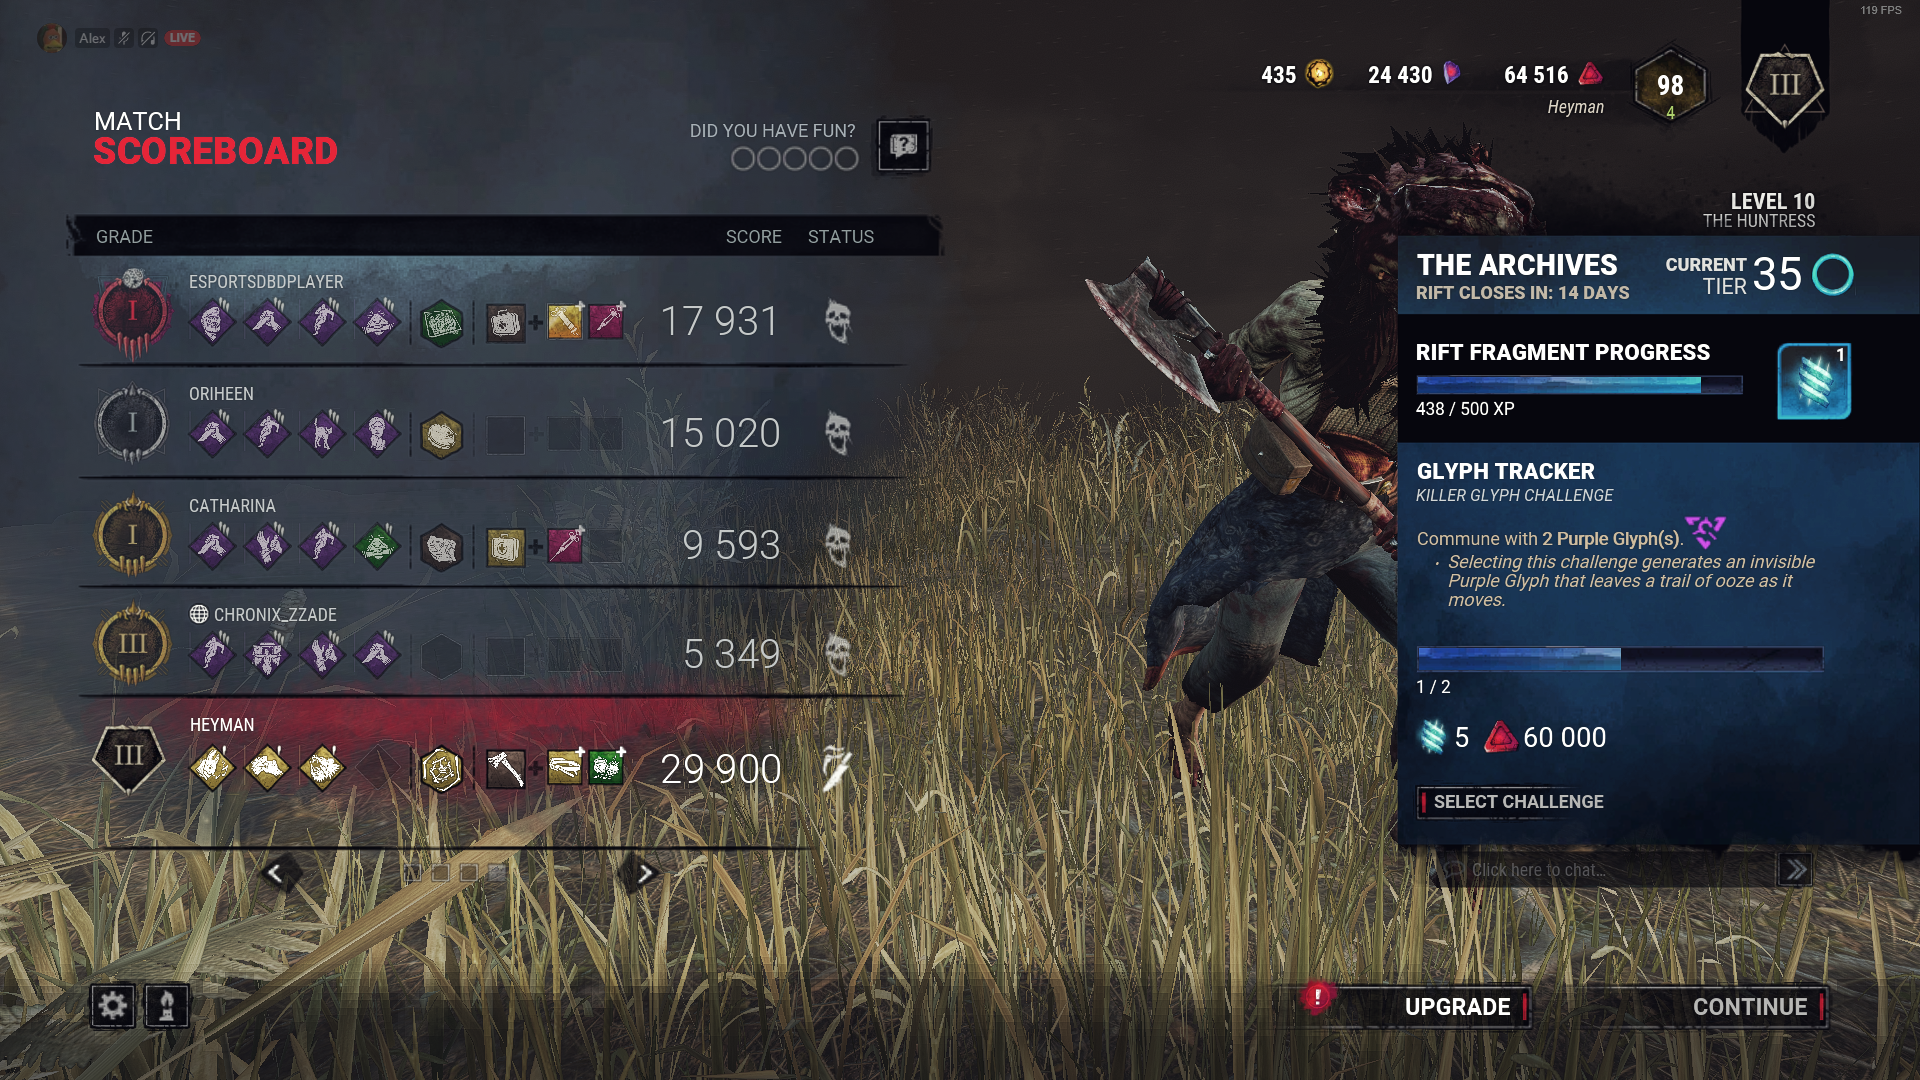 119 FPS
Alex LIVE
435 24 430 64 516 98
4
III
Heyman
MATCH
SCOREBOARD
DID YOU HAVE FUN?
LEVEL 10
THE HUNTRESS
GRADE SCORE STATUS
THE ARCHIVES
RIFT CLOSES IN: 14 DAYS
CURRENT
TIER 35
ESPORTSDBDPLAYER
I 17 931
RIFT FRAGMENT PROGRESS
1
438 / 500 XP
ORIHEEN
I 15 020
GLYPH TRACKER
KILLER GLYPH CHALLENGE
CATHARINA
I 9 593
Commune with 2 Purple Glyph(s).
· Selecting this challenge generates an invisible
Purple Glyph that leaves a trail of ooze as it
moves.
CHRONIX_ZZADE
III 5 349
1 / 2
HEYMAN
III 29 900
5 60 000
SELECT CHALLENGE
Click here to chat...
UPGRADE
CONTINUE